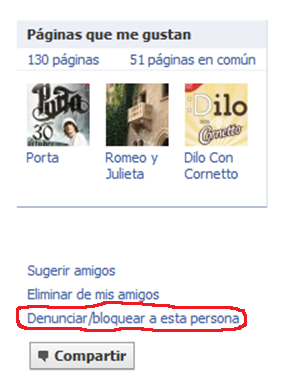 Páginas que me gustan
130 páginas 51 páginas en común
Porta
30
:Dilo
Cornetto
Porta Romeo y Dilo Con
Julieta Cornetto
Sugerir amigos
Eliminar de mis amigos
Denunciar/bloquear a esta persona
Compartir